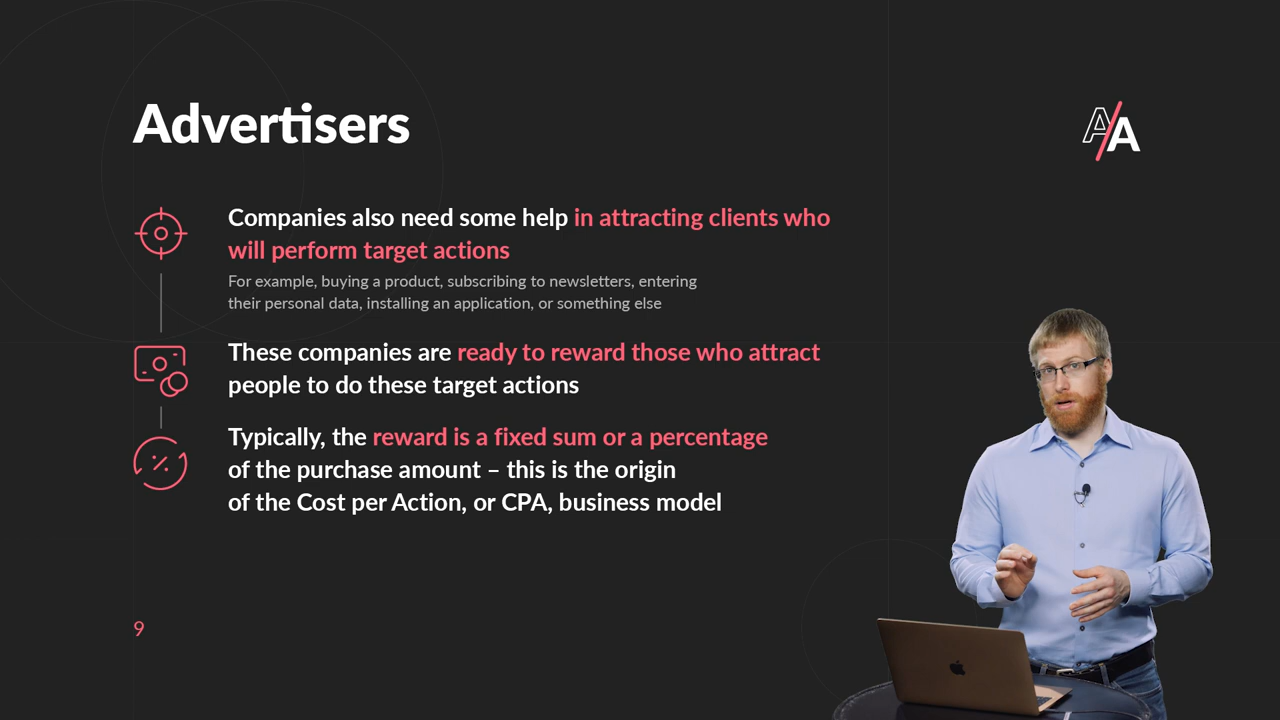 Advertisers
A/A
Companies also need some help in attracting clients who
will perform target actions
For example, buying a product, subscribing to newsletters, entering
their personal data, installing an application, or something else
These companies are ready to reward those who attract
people to do these target actions
Typically, the reward is a fixed sum or a percentage
of the purchase amount – this is the origin
of the Cost per Action, or CPA, business model
9